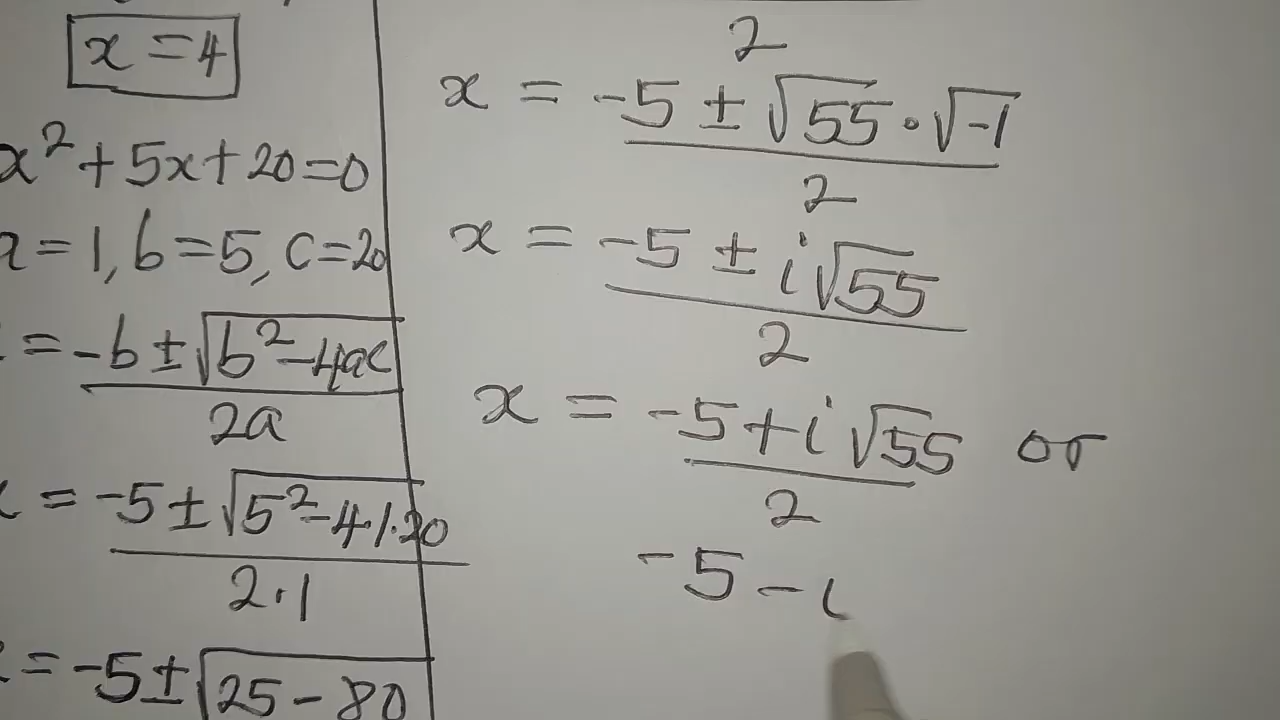 x = 4
x² + 5x + 20 = 0
a = 1, b = 5, c = 20
= -b ± √(b² - 4ac)
2a
x = -5 ± √(5² - 4·1·20)
2·1
= -5 ± √(25 - 80)
2
x = -5 ± √55 · √-1
2
x = -5 ± i√55
2
x = -5 + i√55 or
2
-5 - i